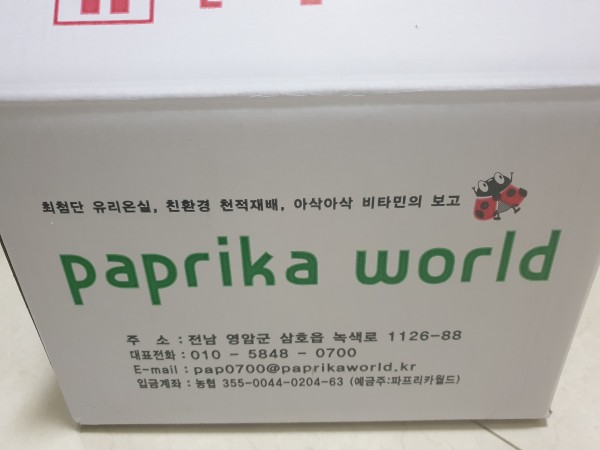 최첨단 유리온실, 친환경 천적재배, 아삭아삭 비타민의 보고
paprika world
주 소 : 전남 영암군 삼호읍 녹색로 1126-88
대표전화 : 010 - 5848 - 0700
E-mail : pap0700@paprikaworld.kr
입금계좌 : 농협 355-0044-0204-63 (예금주:파프리카월드)